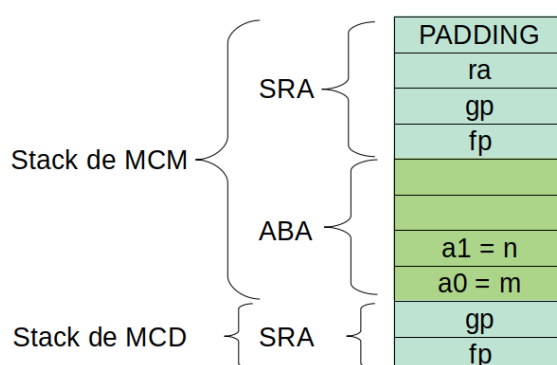 PADDING
ra
SRA
gp
fp
Stack de MCM
ABA
a1 = n
a0 = m
gp
Stack de MCD
SRA
fp